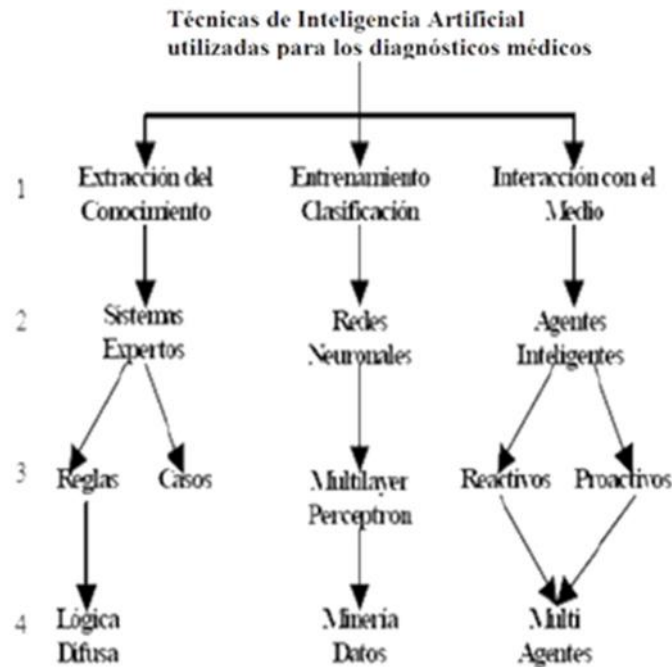 Técnicas de Inteligencia Artificial
utilizadas para los diagnósticos médicos
1
Extracción del
Conocimiento
Entrenamiento
Clasificación
Interacción con el
Medio
2
Sistemas
Expertos
Redes
Neuronales
Agentes
Inteligentes
3
Reglas
Casos
Multilayer
Perceptron
Reactivos
Proactivos
4
Lógica
Difusa
Minería
Datos
Multi
Agentes